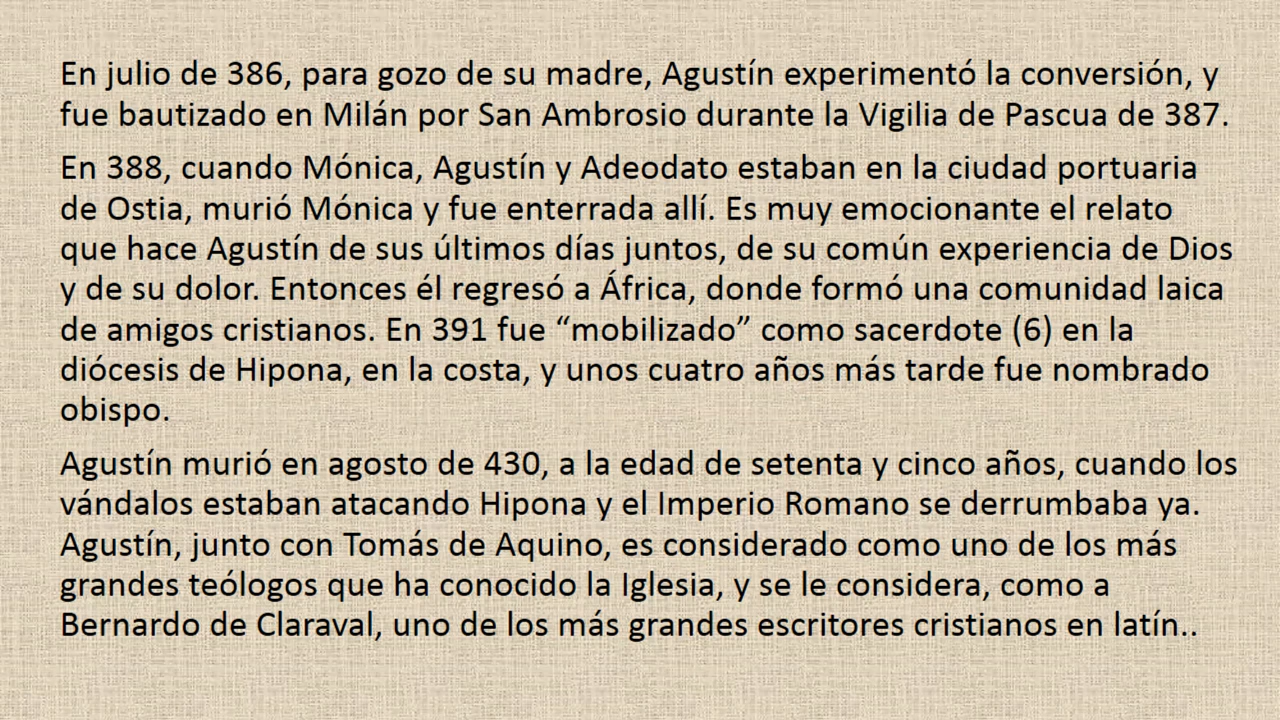 En julio de 386, para gozo de su madre, Agustín experimentó la conversión, y
fue bautizado en Milán por San Ambrosio durante la Vigilia de Pascua de 387.
En 388, cuando Mónica, Agustín y Adeodato estaban en la ciudad portuaria
de Ostia, murió Mónica y fue enterrada allí. Es muy emocionante el relato
que hace Agustín de sus últimos días juntos, de su común experiencia de Dios
y de su dolor. Entonces él regresó a África, donde formó una comunidad laica
de amigos cristianos. En 391 fue “mobilizado” como sacerdote (6) en la
diócesis de Hipona, en la costa, y unos cuatro años más tarde fue nombrado
obispo.
Agustín murió en agosto de 430, a la edad de setenta y cinco años, cuando los
vándalos estaban atacando Hipona y el Imperio Romano se derrumbaba ya.
Agustín, junto con Tomás de Aquino, es considerado como uno de los más
grandes teólogos que ha conocido la Iglesia, y se le considera, como a
Bernardo de Claraval, uno de los más grandes escritores cristianos en latín..